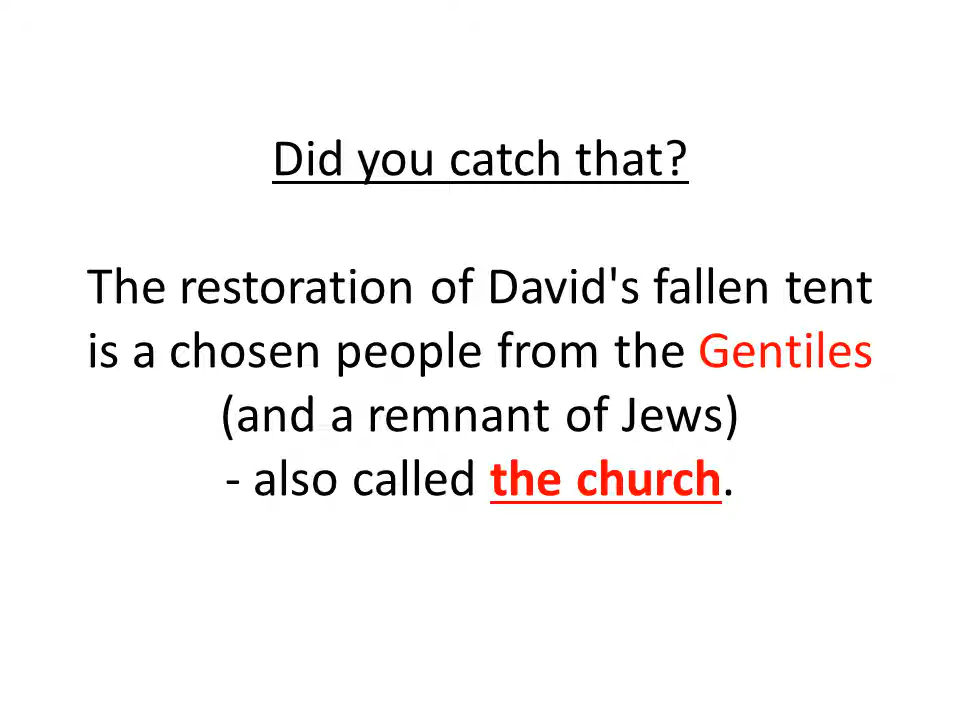 Did you catch that?
The restoration of David's fallen tent
is a chosen people from the Gentiles
(and a remnant of Jews)
- also called the church.